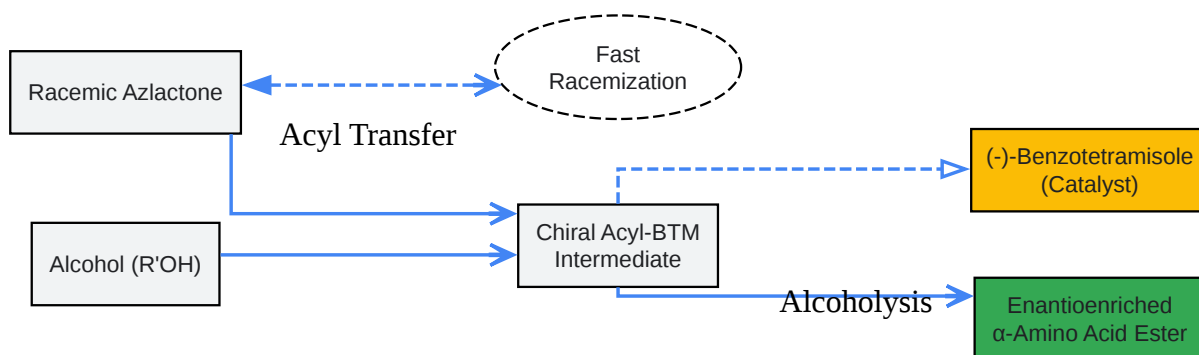 Fast
Racemization
Racemic Azlactone
Acyl Transfer
(-)-Benzotetramisole
(Catalyst)
Chiral Acyl-BTM
Intermediate
Alcohol (R'OH)
Alcoholysis
Enantioenriched
α-Amino Acid Ester